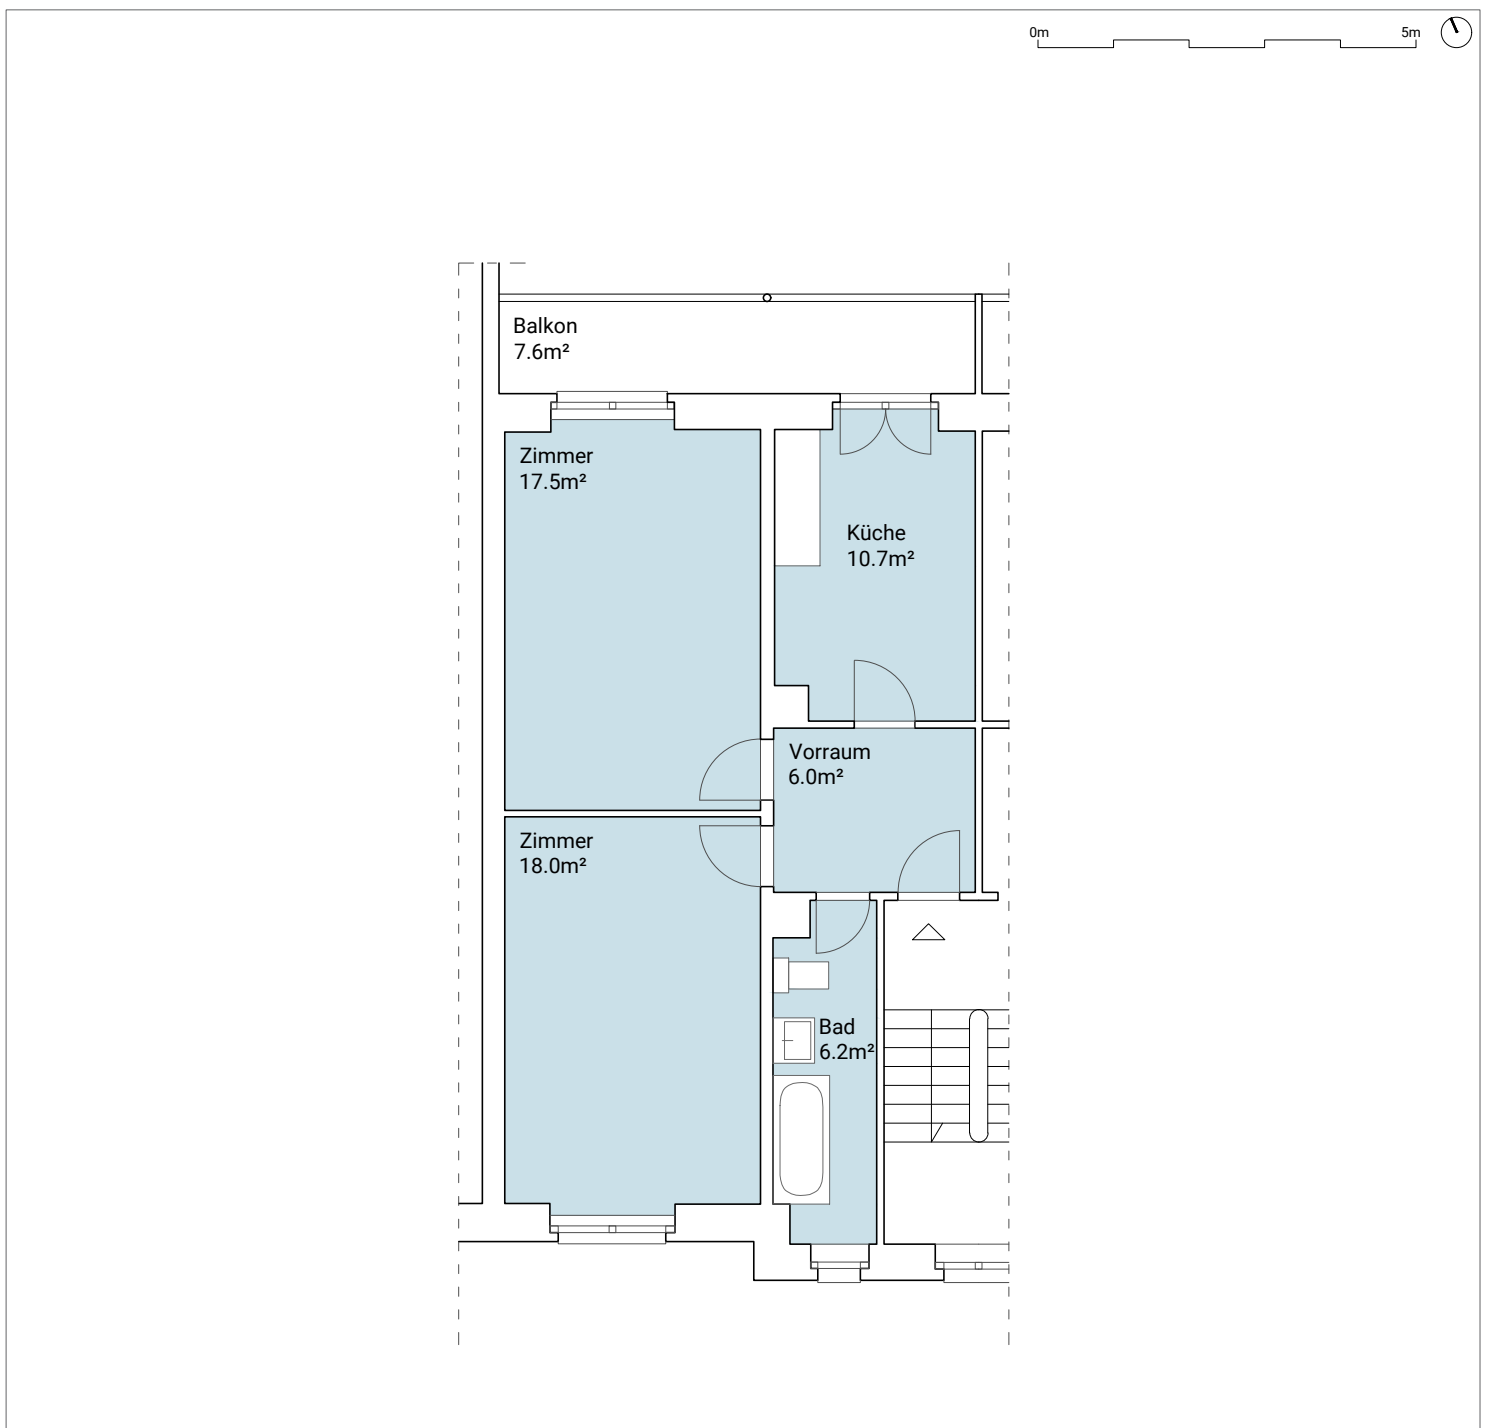 0m
5m
Balkon
7.6m²
Zimmer
17.5m²
Küche
10.7m²
Vorraum
6.0m²
Zimmer
18.0m²
Bad
6.2m²